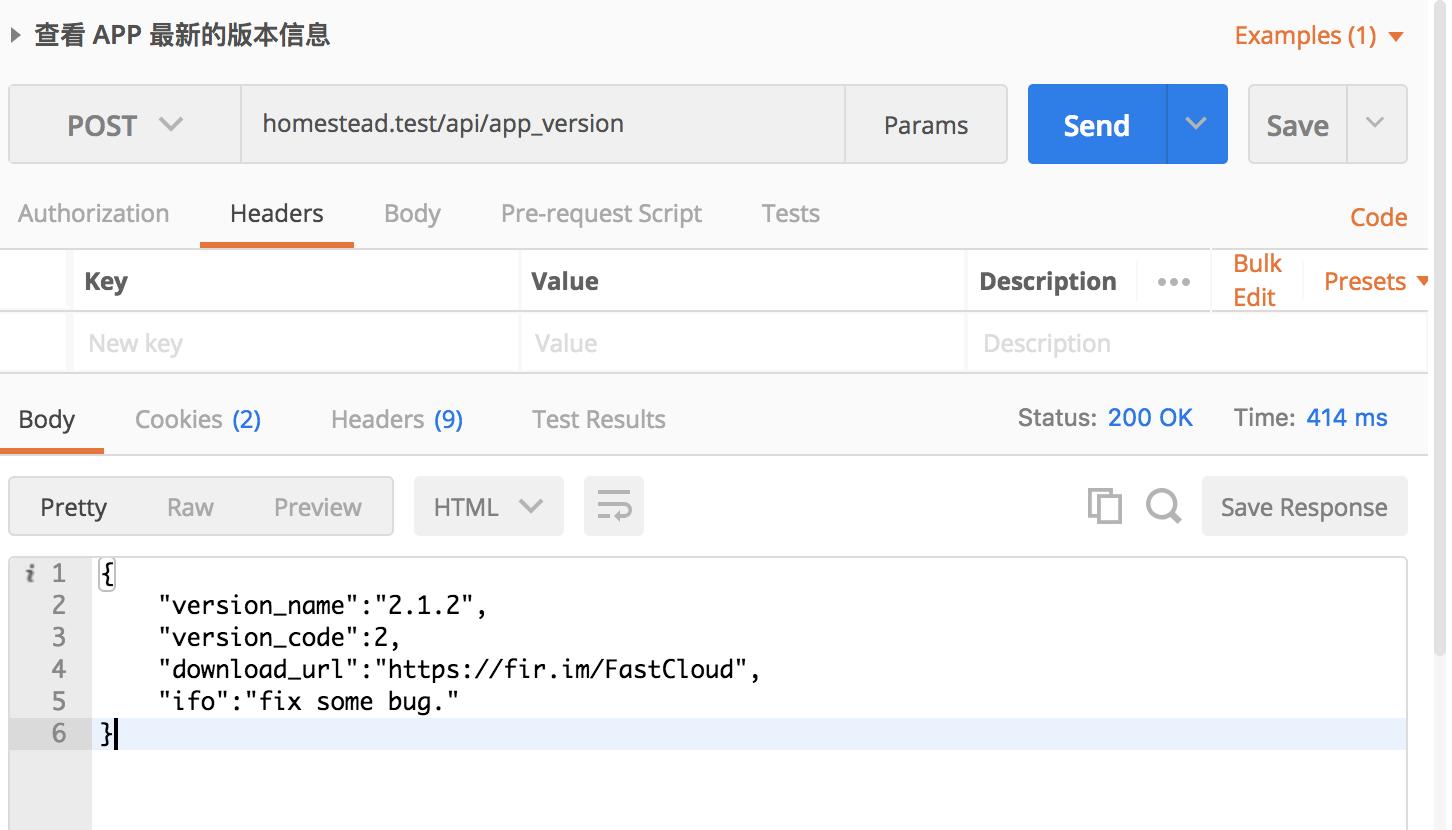 查看 APP 最新的版本信息
Examples (1)
POST homestead.test/api/app_version Params Send Save
Authorization Headers Body Pre-request Script Tests Code
Key Value Description ••• Bulk Edit Presets
New key Value Description
Body Cookies (2) Headers (9) Test Results Status: 200 OK Time: 414 ms
Pretty Raw Preview HTML Save Response
i 1 {
2 "version_name":"2.1.2",
3 "version_code":2,
4 "download_url":"https://fir.im/FastCloud",
5 "ifo":"fix some bug."
6 }